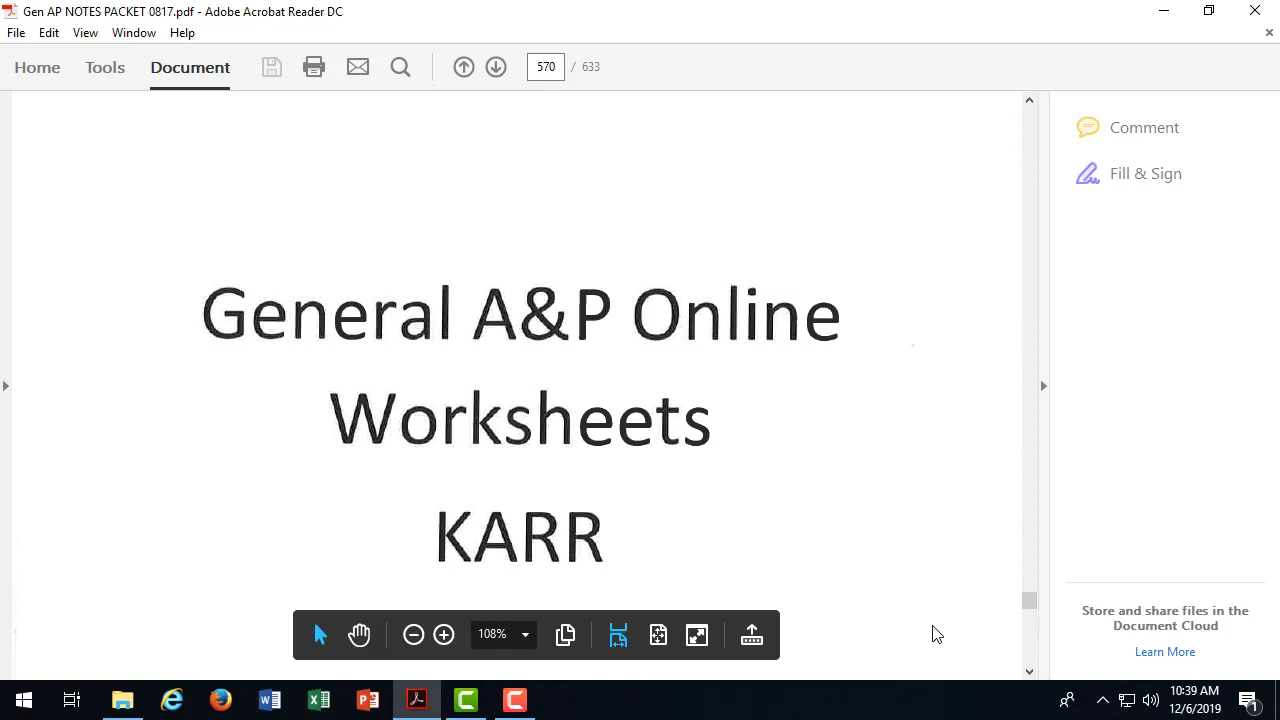 Gen AP NOTES PACKET 0817.pdf - Adobe Acrobat Reader DC
File Edit View Window Help
Home Tools Document 570 / 633
Comment
Fill & Sign
General A&P Online
Worksheets
KARR
108%
Store and share files in the
Document Cloud
Learn More
10:39 AM
12/6/2019
1